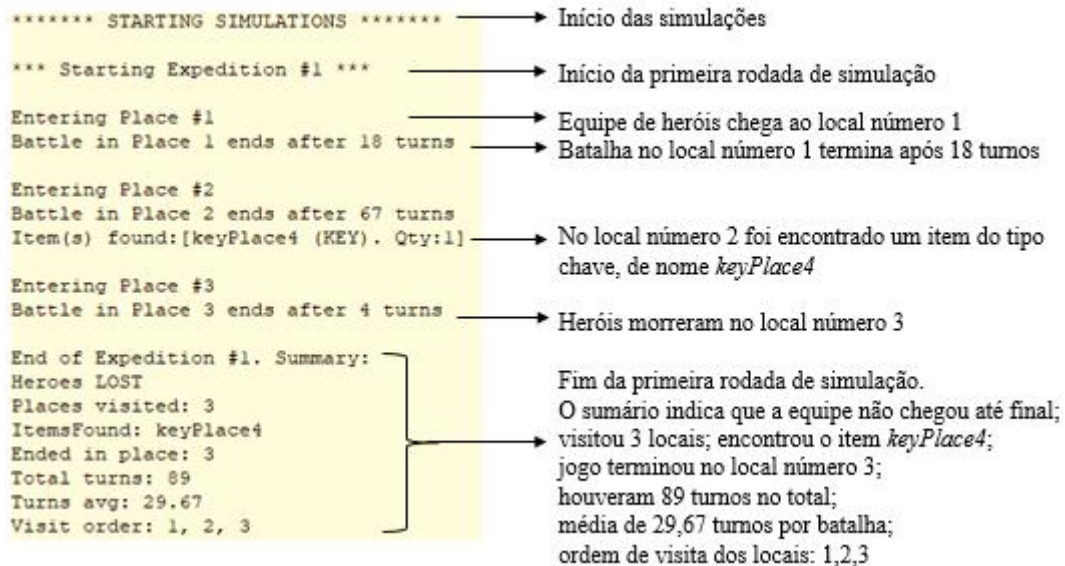 ******* STARTING SIMULATIONS *******
Início das simulações
*** Starting Expedition #1 ***
Início da primeira rodada de simulação
Entering Place #1
Equipe de heróis chega ao local número 1
Battle in Place 1 ends after 18 turns
Batalha no local número 1 termina após 18 turnos
Entering Place #2
Battle in Place 2 ends after 67 turns
Item(s) found:[keyPlace4 (KEY). Qty:1]
No local número 2 foi encontrado um item do tipo
chave, de nome keyPlace4
Entering Place #3
Battle in Place 3 ends after 4 turns
Heróis morreram no local número 3
End of Expedition #1. Summary:
Heroes LOST
Places visited: 3
ItemsFound: keyPlace4
Ended in place: 3
Total turns: 89
Turns avg: 29.67
Visit order: 1, 2, 3
Fim da primeira rodada de simulação.
O sumário indica que a equipe não chegou até final;
visitou 3 locais; encontrou o item keyPlace4;
jogo terminou no local número 3;
houveram 89 turnos no total;
média de 29,67 turnos por batalha;
ordem de visita dos locais: 1,2,3